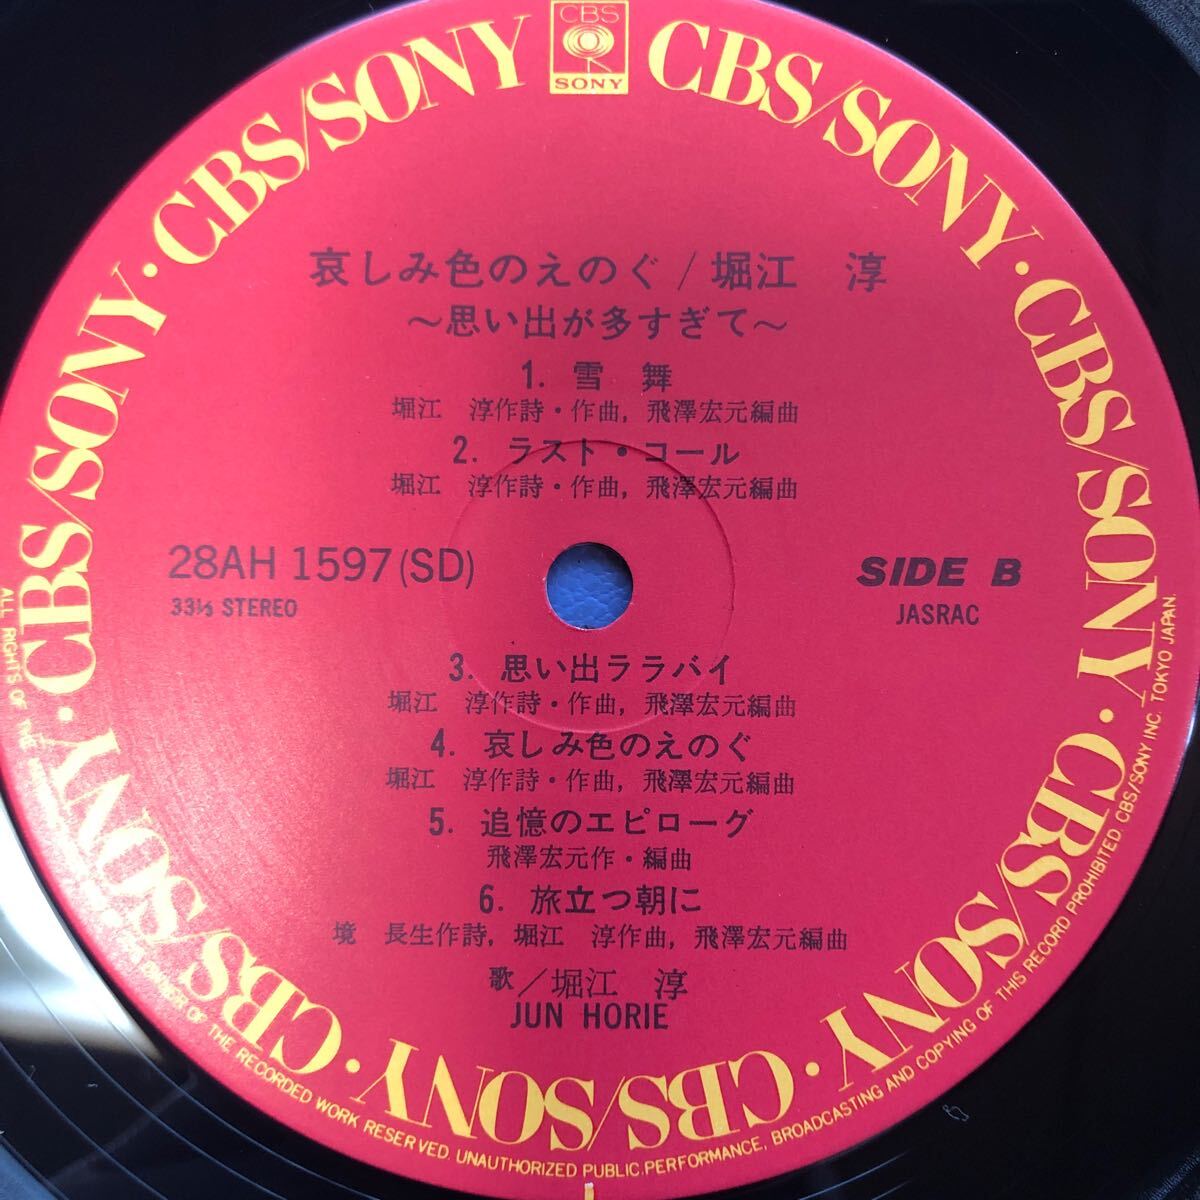 CBS
SONY
CBS/SONY · CBS/SONY · CBS/SONY · CBS/SONY · CBS/SONY · CBS/SONY · CBS/SONY · CBS/SONY · CBS/SONY · CBS/SONY
哀しみ色のえのぐ/堀江 淳
～思い出が多すぎて～
1. 雪 舞
堀江 淳作詩・作曲, 飛澤宏元編曲
2. ラスト・コール
堀江 淳作詩・作曲, 飛澤宏元編曲
28AH 1597(SD)
33⅓ STEREO
SIDE B
JASRAC
3. 思い出ララバイ
堀江 淳作詩・作曲, 飛澤宏元編曲
4. 哀しみ色のえのぐ
堀江 淳作詩・作曲, 飛澤宏元編曲
5. 追憶のエピローグ
飛澤宏元作・編曲
6. 旅立つ朝に
境 長生作詩, 堀江 淳作曲, 飛澤宏元編曲
歌/堀江 淳
JUN HORIE
ALL RIGHTS OF THE OWNER OF THE RECORDED WORK RESERVED. UNAUTHORIZED PUBLIC PERFORMANCE, BROADCASTING AND COPYING OF THIS RECORD PROHIBITED. CBS/SONY INC. TOKYO JAPAN.